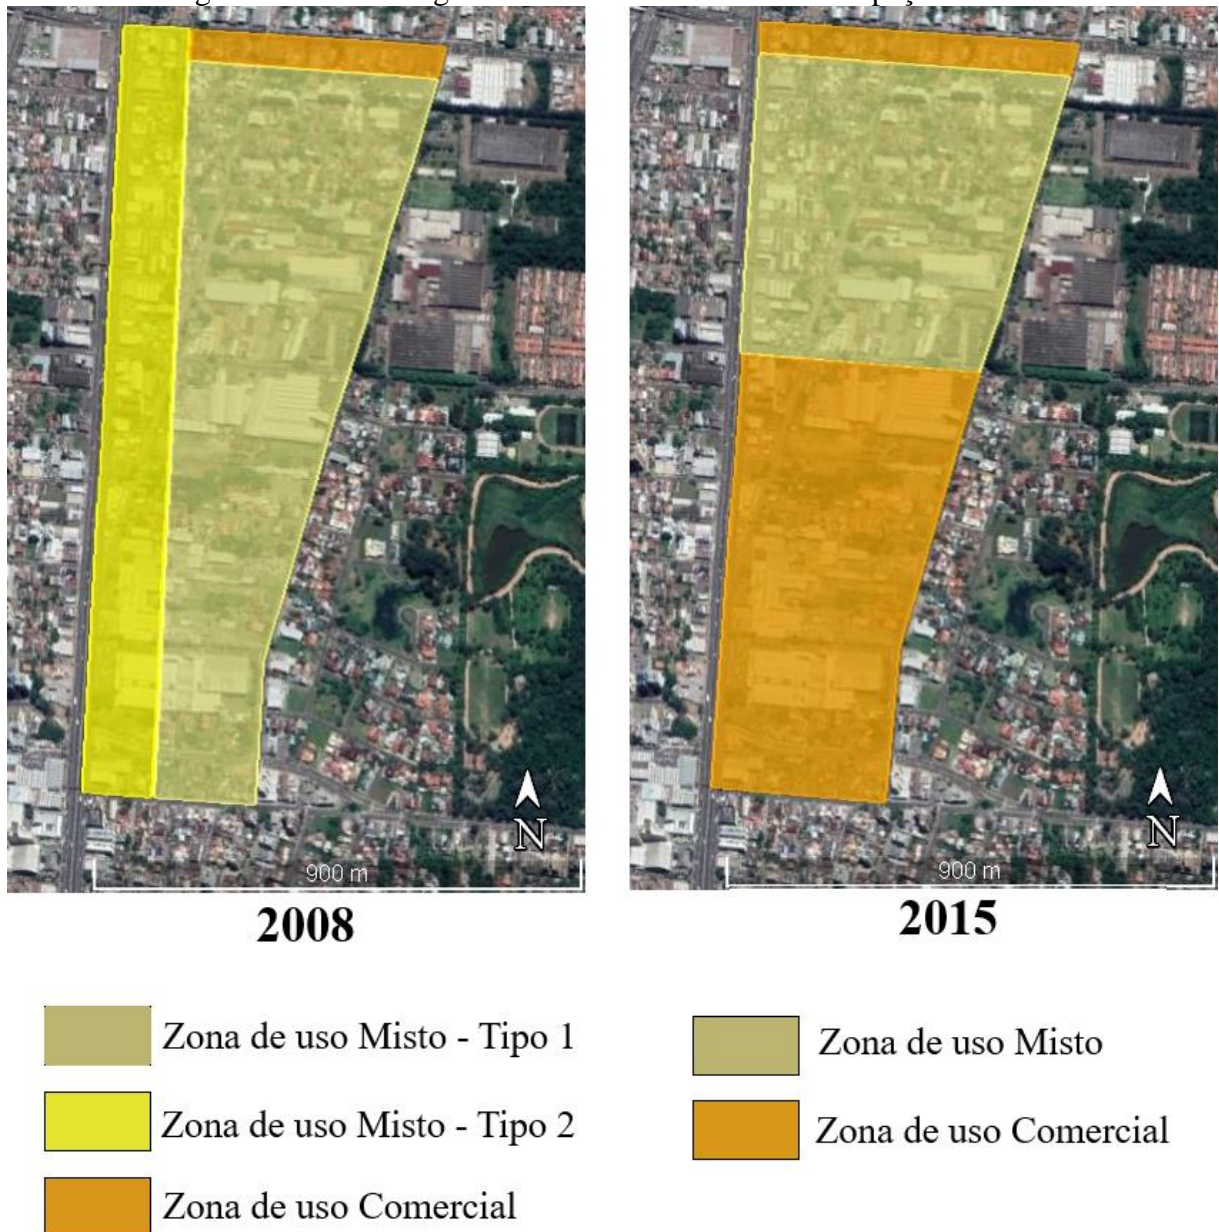 N
N
900 m
900 m
2008
2015
Zona de uso Misto - Tipo 1
Zona de uso Misto - Tipo 2
Zona de uso Comercial
Zona de uso Misto
Zona de uso Comercial